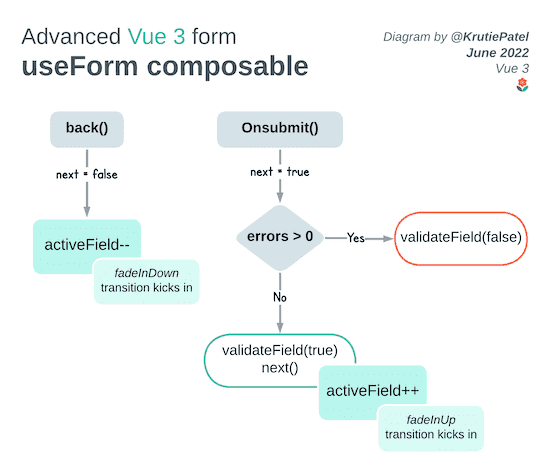 Advanced Vue 3 form
useForm composable
Diagram by @KrutiePatel
June 2022
Vue 3
back()
Onsubmit()
next = false
next = true
activeField--
fadeInDown
transition kicks in
errors > 0
Yes
validateField(false)
No
validateField(true)
next()
activeField++
fadeInUp
transition kicks in